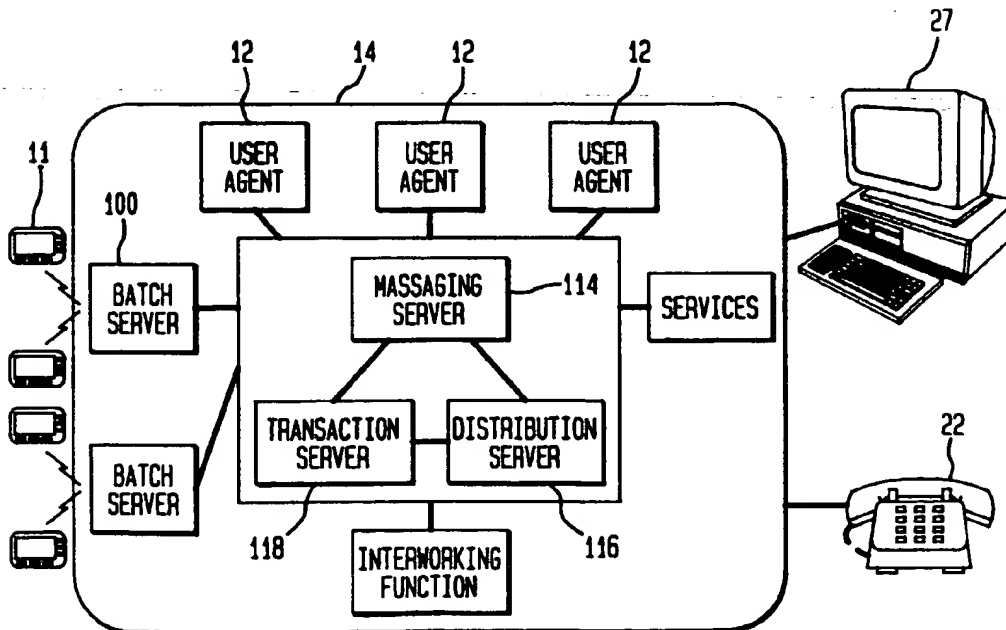 27
12
14
12
12
USER
AGENT
USER
AGENT
USER
AGENT
11
100
BATCH
SERVER
MASSAGING
SERVER
114
SERVICES
TRANSACTION
SERVER
DISTRIBUTION
SERVER
BATCH
SERVER
22
118
116
INTERWORKING
FUNCTION